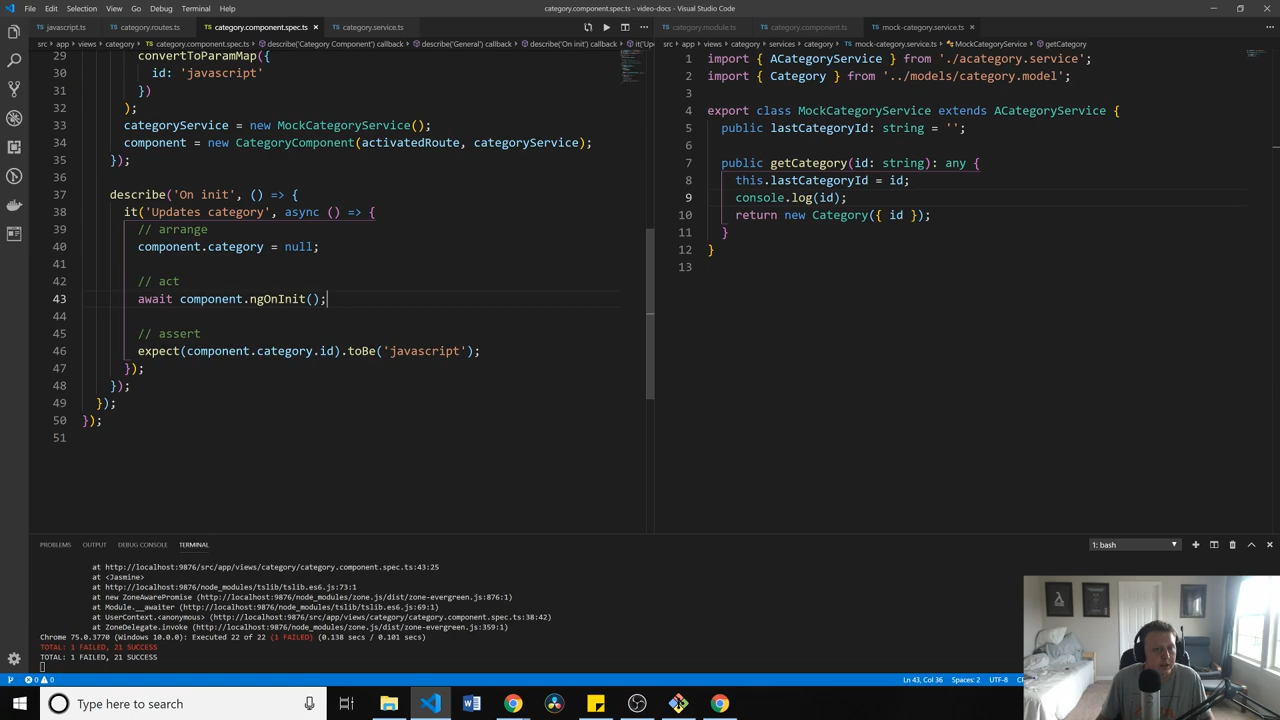 File Edit Selection View Go Debug Terminal Help
category.component.spec.ts - video-docs - Visual Studio Code
javascript.ts category.routes.ts category.component.spec.ts × category.service.ts
category.module.ts category.component.ts mock-category.service.ts ×
src > app > views > category > category.component.spec.ts > describe('Category Component') callback > describe('General') callback > describe('On init') callback > it('Up
src > app > views > category > services > category > mock-category.service.ts > MockCategoryService > getCategory
29 convertToParamMap({
30 id: 'javascript'
31 })
32 );
33 categoryService = new MockCategoryService();
34 component = new CategoryComponent(activatedRoute, categoryService);
35 });
36
37 describe('On init', () => {
38 it('Updates category', async () => {
39 // arrange
40 component.category = null;
41
42 // act
43 await component.ngOnInit();
44
45 // assert
46 expect(component.category.id).toBe('javascript');
47 });
48 });
49 });
50 });
51
1 import { ACategoryService } from './acategory.service';
2 import { Category } from '../models/category.model';
3
4 export class MockCategoryService extends ACategoryService {
5 public lastCategoryId: string = '';
6
7 public getCategory(id: string): any {
8 this.lastCategoryId = id;
9 console.log(id);
10 return new Category({ id });
11 }
12 }
13
PROBLEMS OUTPUT DEBUG CONSOLE TERMINAL
1: bash
at http://localhost:9876/src/app/views/category/category.component.spec.ts:43:25
at <Jasmine>
at http://localhost:9876/node_modules/tslib/tslib.es6.js:73:1
at new ZoneAwarePromise (http://localhost:9876/node_modules/zone.js/dist/zone-evergreen.js:876:1)
at Module.__awaiter (http://localhost:9876/node_modules/tslib/tslib.es6.js:69:1)
at UserContext.<anonymous> (http://localhost:9876/src/app/views/category/category.component.spec.ts:38:42)
at ZoneDelegate.invoke (http://localhost:9876/node_modules/zone.js/dist/zone-evergreen.js:359:1)
Chrome 75.0.3770 (Windows 10.0.0): Executed 22 of 22 (1 FAILED) (0.138 secs / 0.101 secs)
TOTAL: 1 FAILED, 21 SUCCESS
TOTAL: 1 FAILED, 21 SUCCESS
0 0
Ln 43, Col 36 Spaces: 2 UTF-8
Type here to search